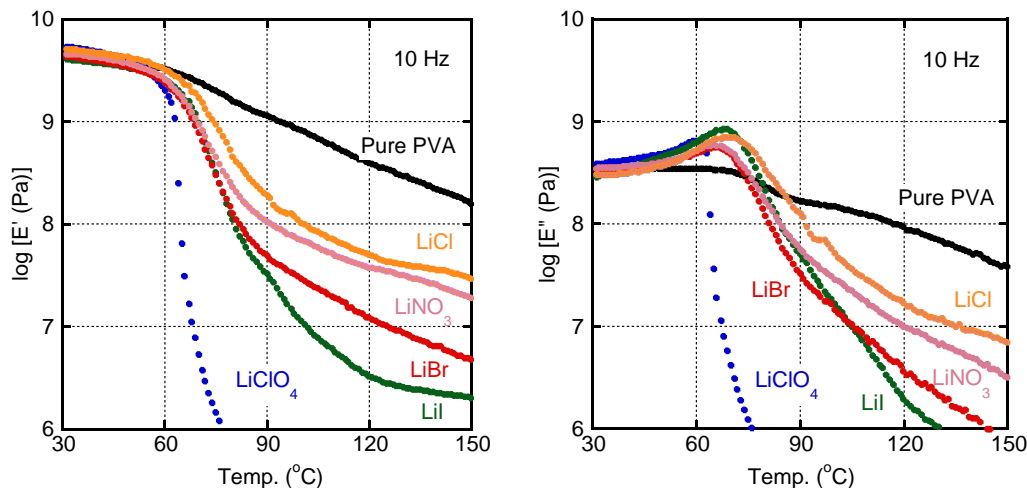 10
10 Hz
9
Pure PVA
8
LiCl
LiNO3
7
LiBr
LiClO4
LiI
6
30 60 90 120 150
Temp. (oC)
log [E' (Pa)]
10
10 Hz
9
Pure PVA
8
LiBr
LiCl
7
LiClO4
LiNO3
LiI
6
30 60 90 120 150
Temp. (oC)
log [E" (Pa)]